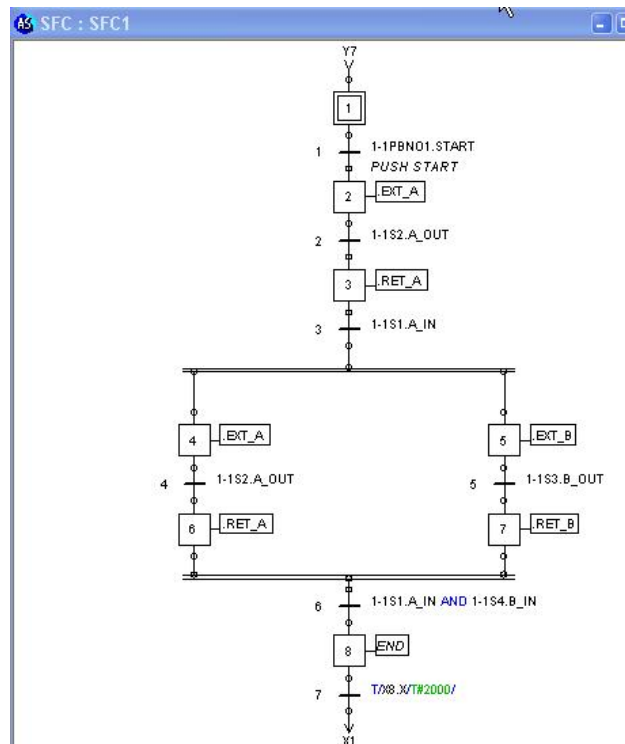 SFC : SFC1
Y7
1
1 1-1PBNO1.START
PUSH START
2 .EXT_A
2 1-1S2.A_OUT
3 .RET_A
3 1-1S1.A_IN
4 .EXT_A 5 .EXT_B
4 1-1S2.A_OUT 5 1-1S3.B_OUT
6 .RET_A 7 .RET_B
6 1-1S1.A_IN AND 1-1S4.B_IN
8 END
7 T/X8.X/T#2000/
X1